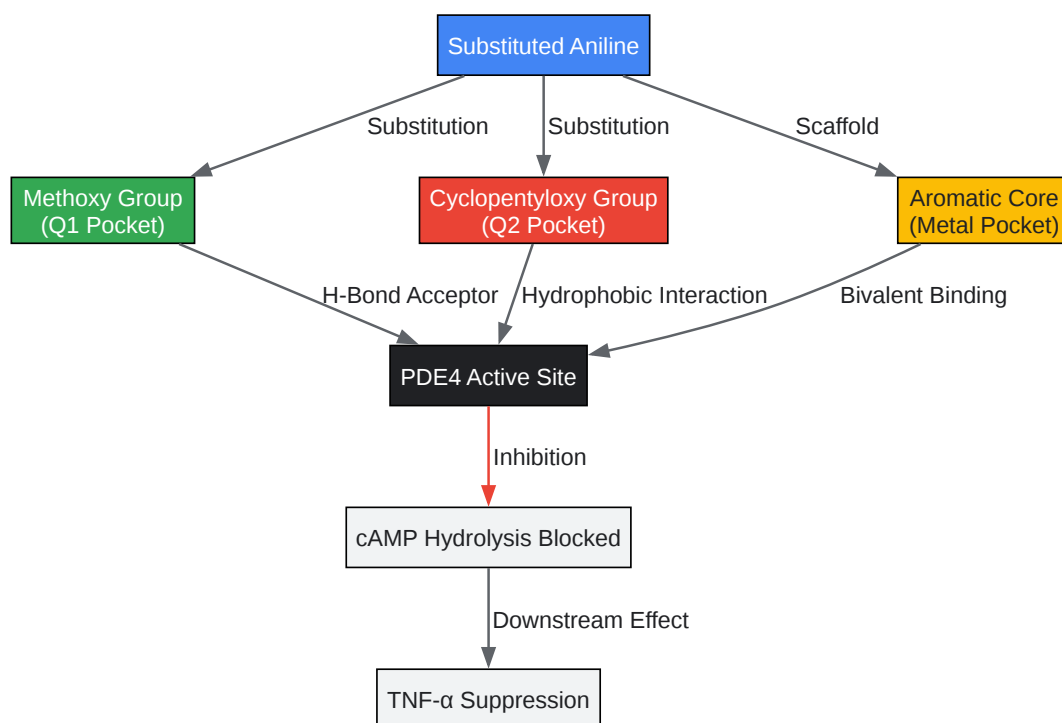 Substituted Aniline
Substitution
Substitution
Scaffold
Methoxy Group
(Q1 Pocket)
Cyclopentyloxy Group
(Q2 Pocket)
Aromatic Core
(Metal Pocket)
H-Bond Acceptor
Hydrophobic Interaction
Bivalent Binding
PDE4 Active Site
Inhibition
cAMP Hydrolysis Blocked
Downstream Effect
TNF-α Suppression